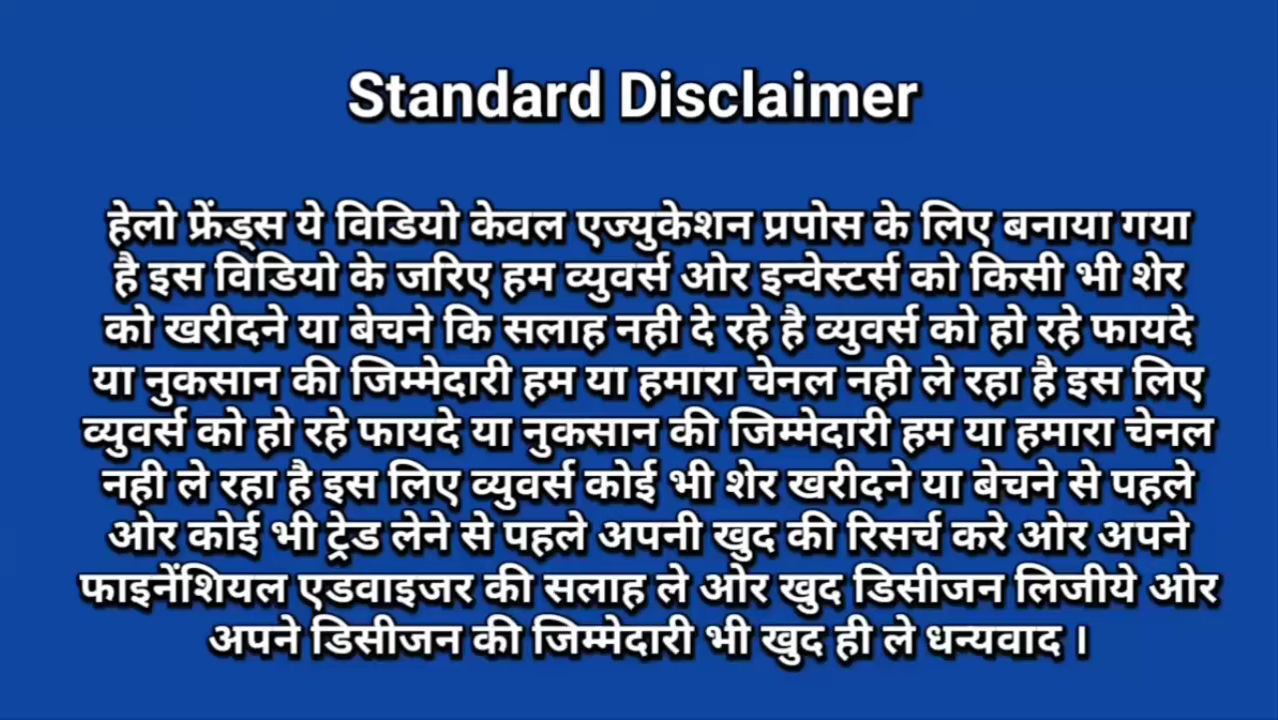 Standard Disclaimer
हेलो फ्रेंड्स ये विडियो केवल एज्युकेशन प्रपोस के लिए बनाया गया
है इस विडियो के जरिए हम व्युवर्स ओर इन्वेस्टर्स को किसी भी शेर
को खरीदने या बेचने कि सलाह नही दे रहे है व्युवर्स को हो रहे फायदे
या नुकसान की जिम्मेदारी हम या हमारा चेनल नही ले रहा है इस लिए
व्युवर्स को हो रहे फायदे या नुकसान की जिम्मेदारी हम या हमारा चेनल
नही ले रहा है इस लिए व्युवर्स कोई भी शेर खरीदने या बेचने से पहले
ओर कोई भी ट्रेड लेने से पहले अपनी खुद की रिसर्च करे ओर अपने
फाइनेंशियल एडवाइजर की सलाह ले ओर खुद डिसीजन लिजीये ओर
अपने डिसीजन की जिम्मेदारी भी खुद ही ले धन्यवाद ।